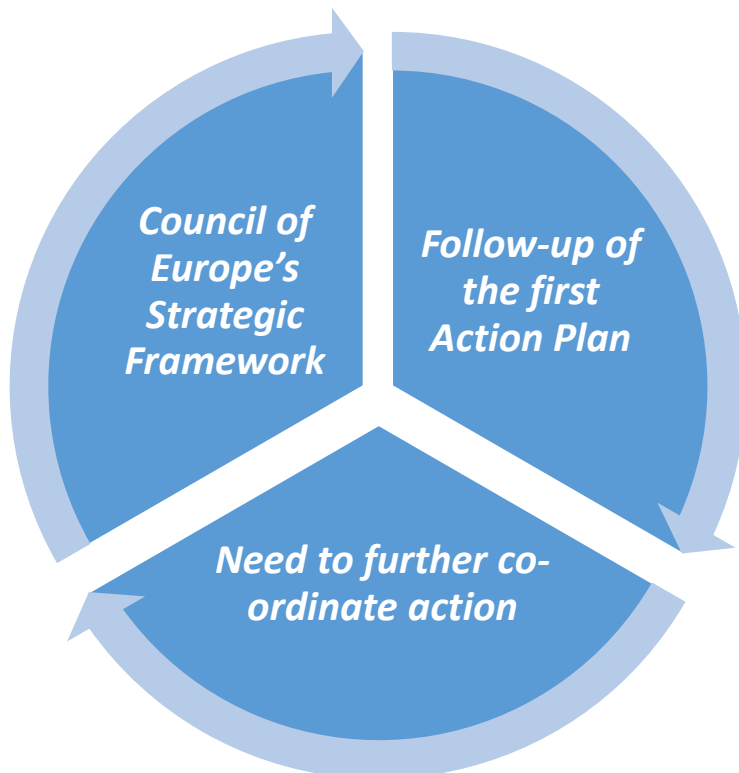 Council of
Europe’s
Strategic
Framework
Follow-up of
the first
Action Plan
Need to further co-
ordinate action